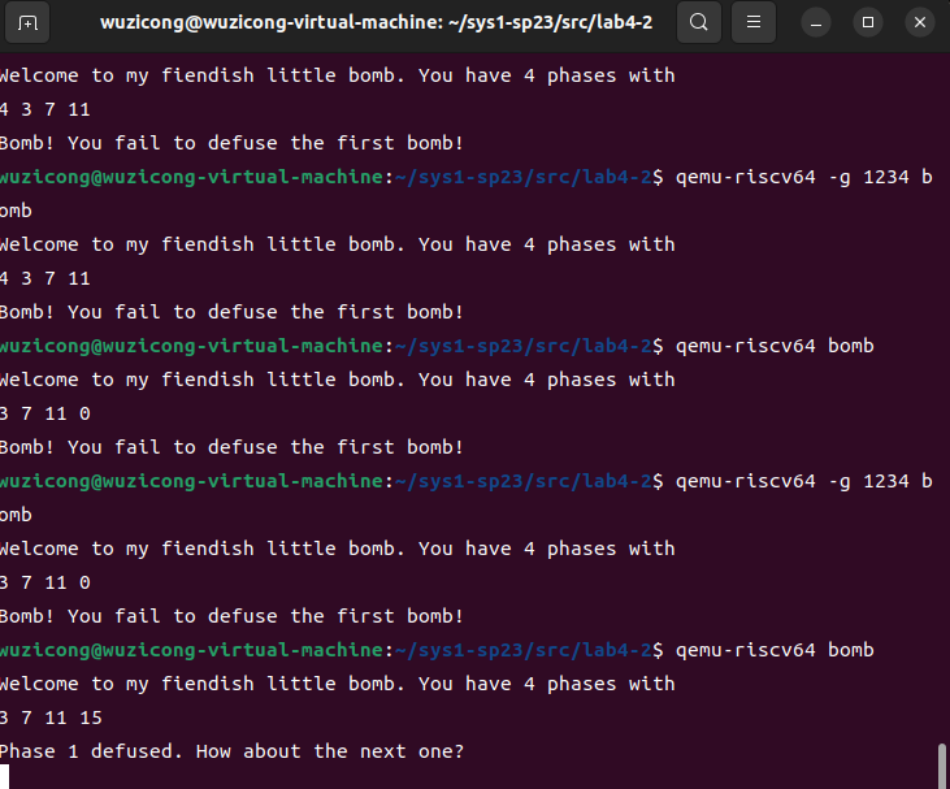 wuzicong@wuzicong-virtual-machine: ~/sys1-sp23/src/lab4-2
Welcome to my fiendish little bomb. You have 4 phases with
4 3 7 11
Bomb! You fail to defuse the first bomb!
wuzicong@wuzicong-virtual-machine:~/sys1-sp23/src/lab4-2$ qemu-riscv64 -g 1234 b
omb
Welcome to my fiendish little bomb. You have 4 phases with
4 3 7 11
Bomb! You fail to defuse the first bomb!
wuzicong@wuzicong-virtual-machine:~/sys1-sp23/src/lab4-2$ qemu-riscv64 bomb
Welcome to my fiendish little bomb. You have 4 phases with
3 7 11 0
Bomb! You fail to defuse the first bomb!
wuzicong@wuzicong-virtual-machine:~/sys1-sp23/src/lab4-2$ qemu-riscv64 -g 1234 b
omb
Welcome to my fiendish little bomb. You have 4 phases with
3 7 11 0
Bomb! You fail to defuse the first bomb!
wuzicong@wuzicong-virtual-machine:~/sys1-sp23/src/lab4-2$ qemu-riscv64 bomb
Welcome to my fiendish little bomb. You have 4 phases with
3 7 11 15
Phase 1 defused. How about the next one?